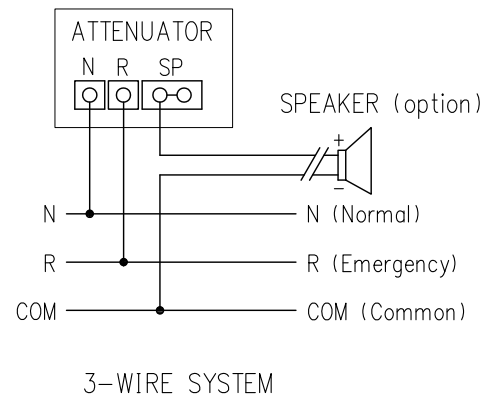 ATTENUATOR
N R SP
SPEAKER (option)
+
−
N N (Normal)
R R (Emergency)
COM COM (Common)
3-WIRE SYSTEM